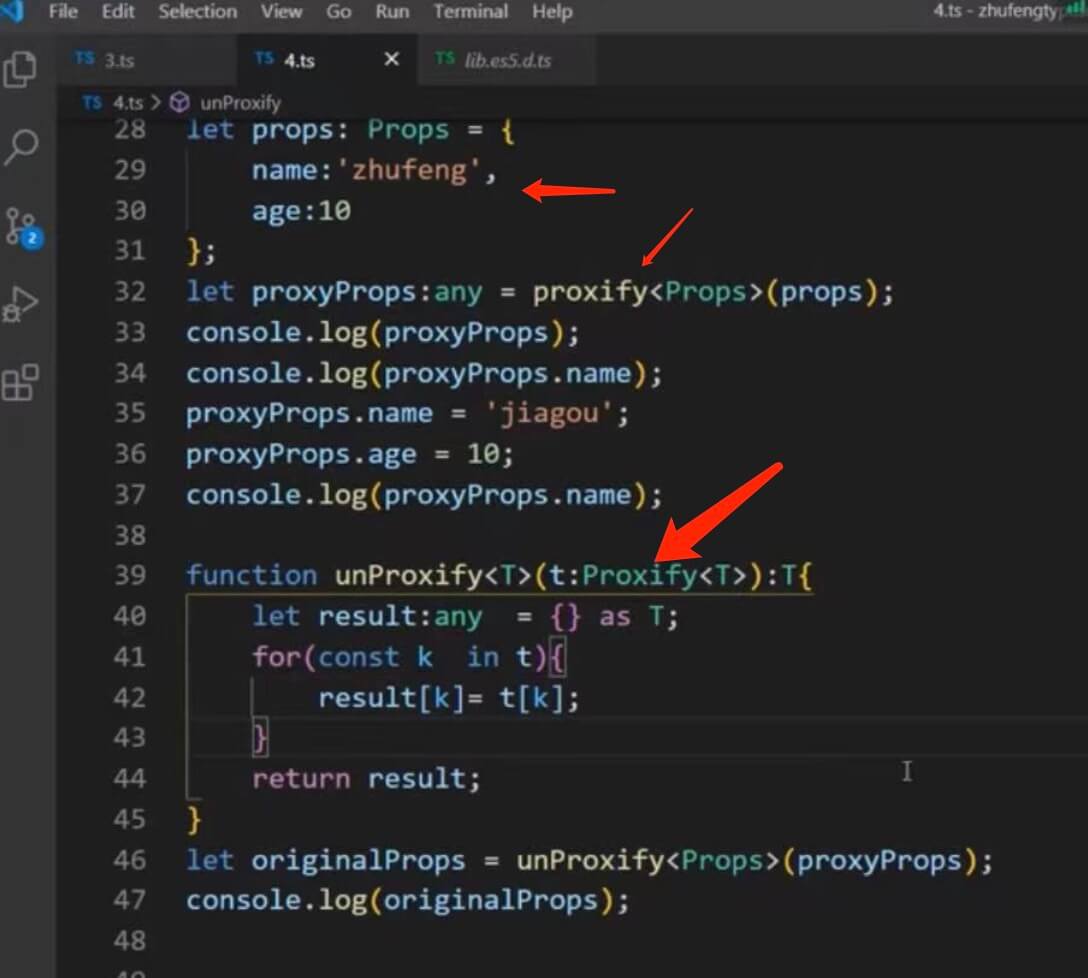 File Edit Selection View Go Run Terminal Help
4.ts - zhufengty
TS 3.ts TS 4.ts × TS lib.es5.d.ts
TS 4.ts > unProxify
28 let props: Props = {
29 name:'zhufeng',
30 age:10
31 };
32 let proxyProps:any = proxify<Props>(props);
33 console.log(proxyProps);
34 console.log(proxyProps.name);
35 proxyProps.name = 'jiagou';
36 proxyProps.age = 10;
37 console.log(proxyProps.name);
38
39 function unProxify<T>(t:Proxify<T>):T{
40 let result:any  = {} as T;
41 for(const k  in t){
42 result[k]= t[k];
43 }
44 return result;
45 }
46 let originalProps = unProxify<Props>(proxyProps);
47 console.log(originalProps);
48
2